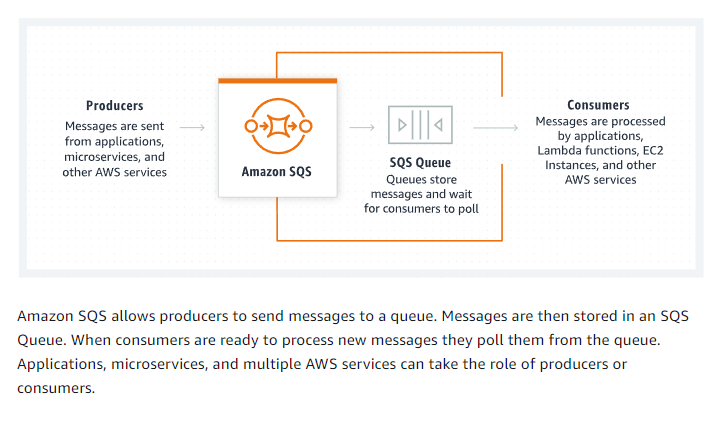 Producers
Messages are sent
from applications,
microservices, and
other AWS services
Amazon SQS
SQS Queue
Queues store
messages and wait
for consumers to poll
Consumers
Messages are processed
by applications,
Lambda functions, EC2
Instances, and other
AWS services
Amazon SQS allows producers to send messages to a queue. Messages are then stored in an SQS
Queue. When consumers are ready to process new messages they poll them from the queue.
Applications, microservices, and multiple AWS services can take the role of producers or
consumers.